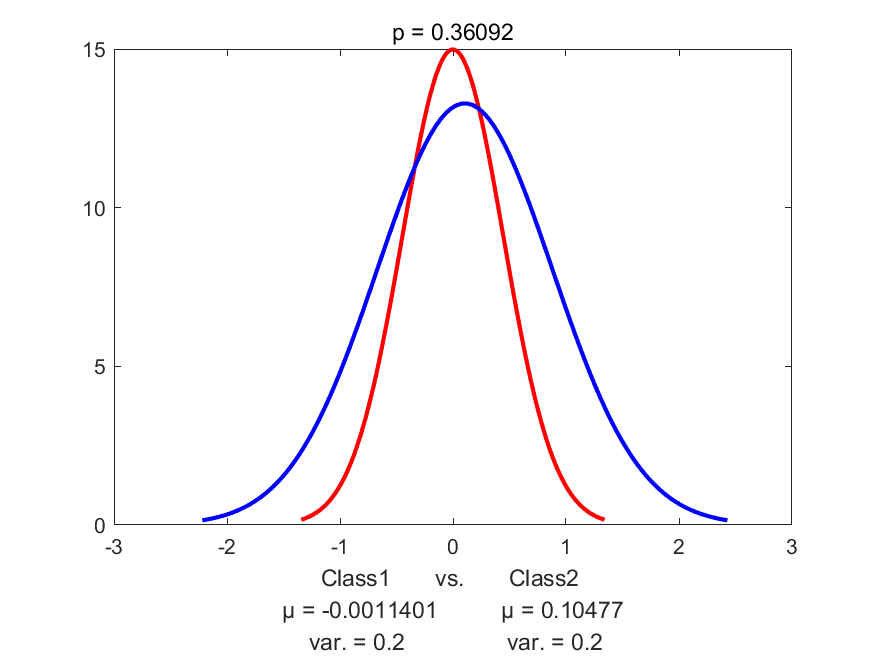 p = 0.36092
15
10
5
0
-3 -2 -1 0 1 2 3
Class1 vs. Class2
μ = -0.0011401 μ = 0.10477
var. = 0.2 var. = 0.2